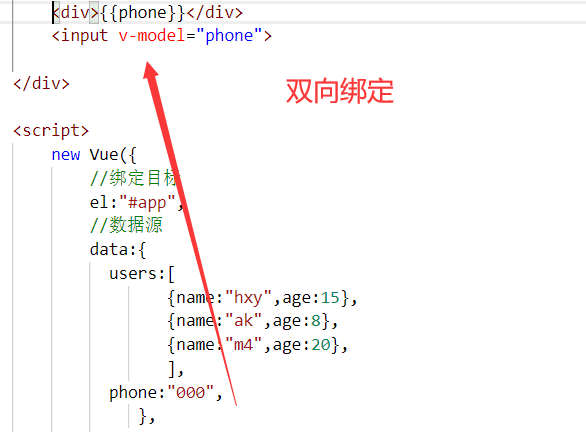 <div>{{phone}}</div>
<input v-model="phone">
</div>
双向绑定
<script>
new Vue({
//绑定目标
el:"#app",
//数据源
data:{
users:[
{name:"hxy",age:15},
{name:"ak",age:8},
{name:"m4",age:20},
],
phone:"000",
},